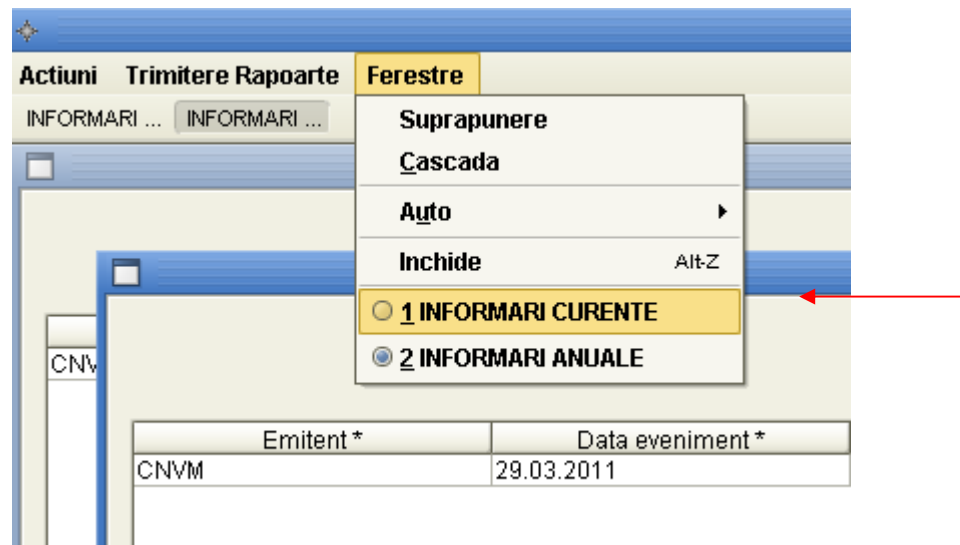 Actiuni Trimitere Rapoarte Ferestre
INFORMARI ... INFORMARI ...
Suprapunere
Cascada
Auto
Inchide Alt-Z
1 INFORMARI CURENTE
2 INFORMARI ANUALE
CNV
Emitent * Data eveniment *
CNVM 29.03.2011